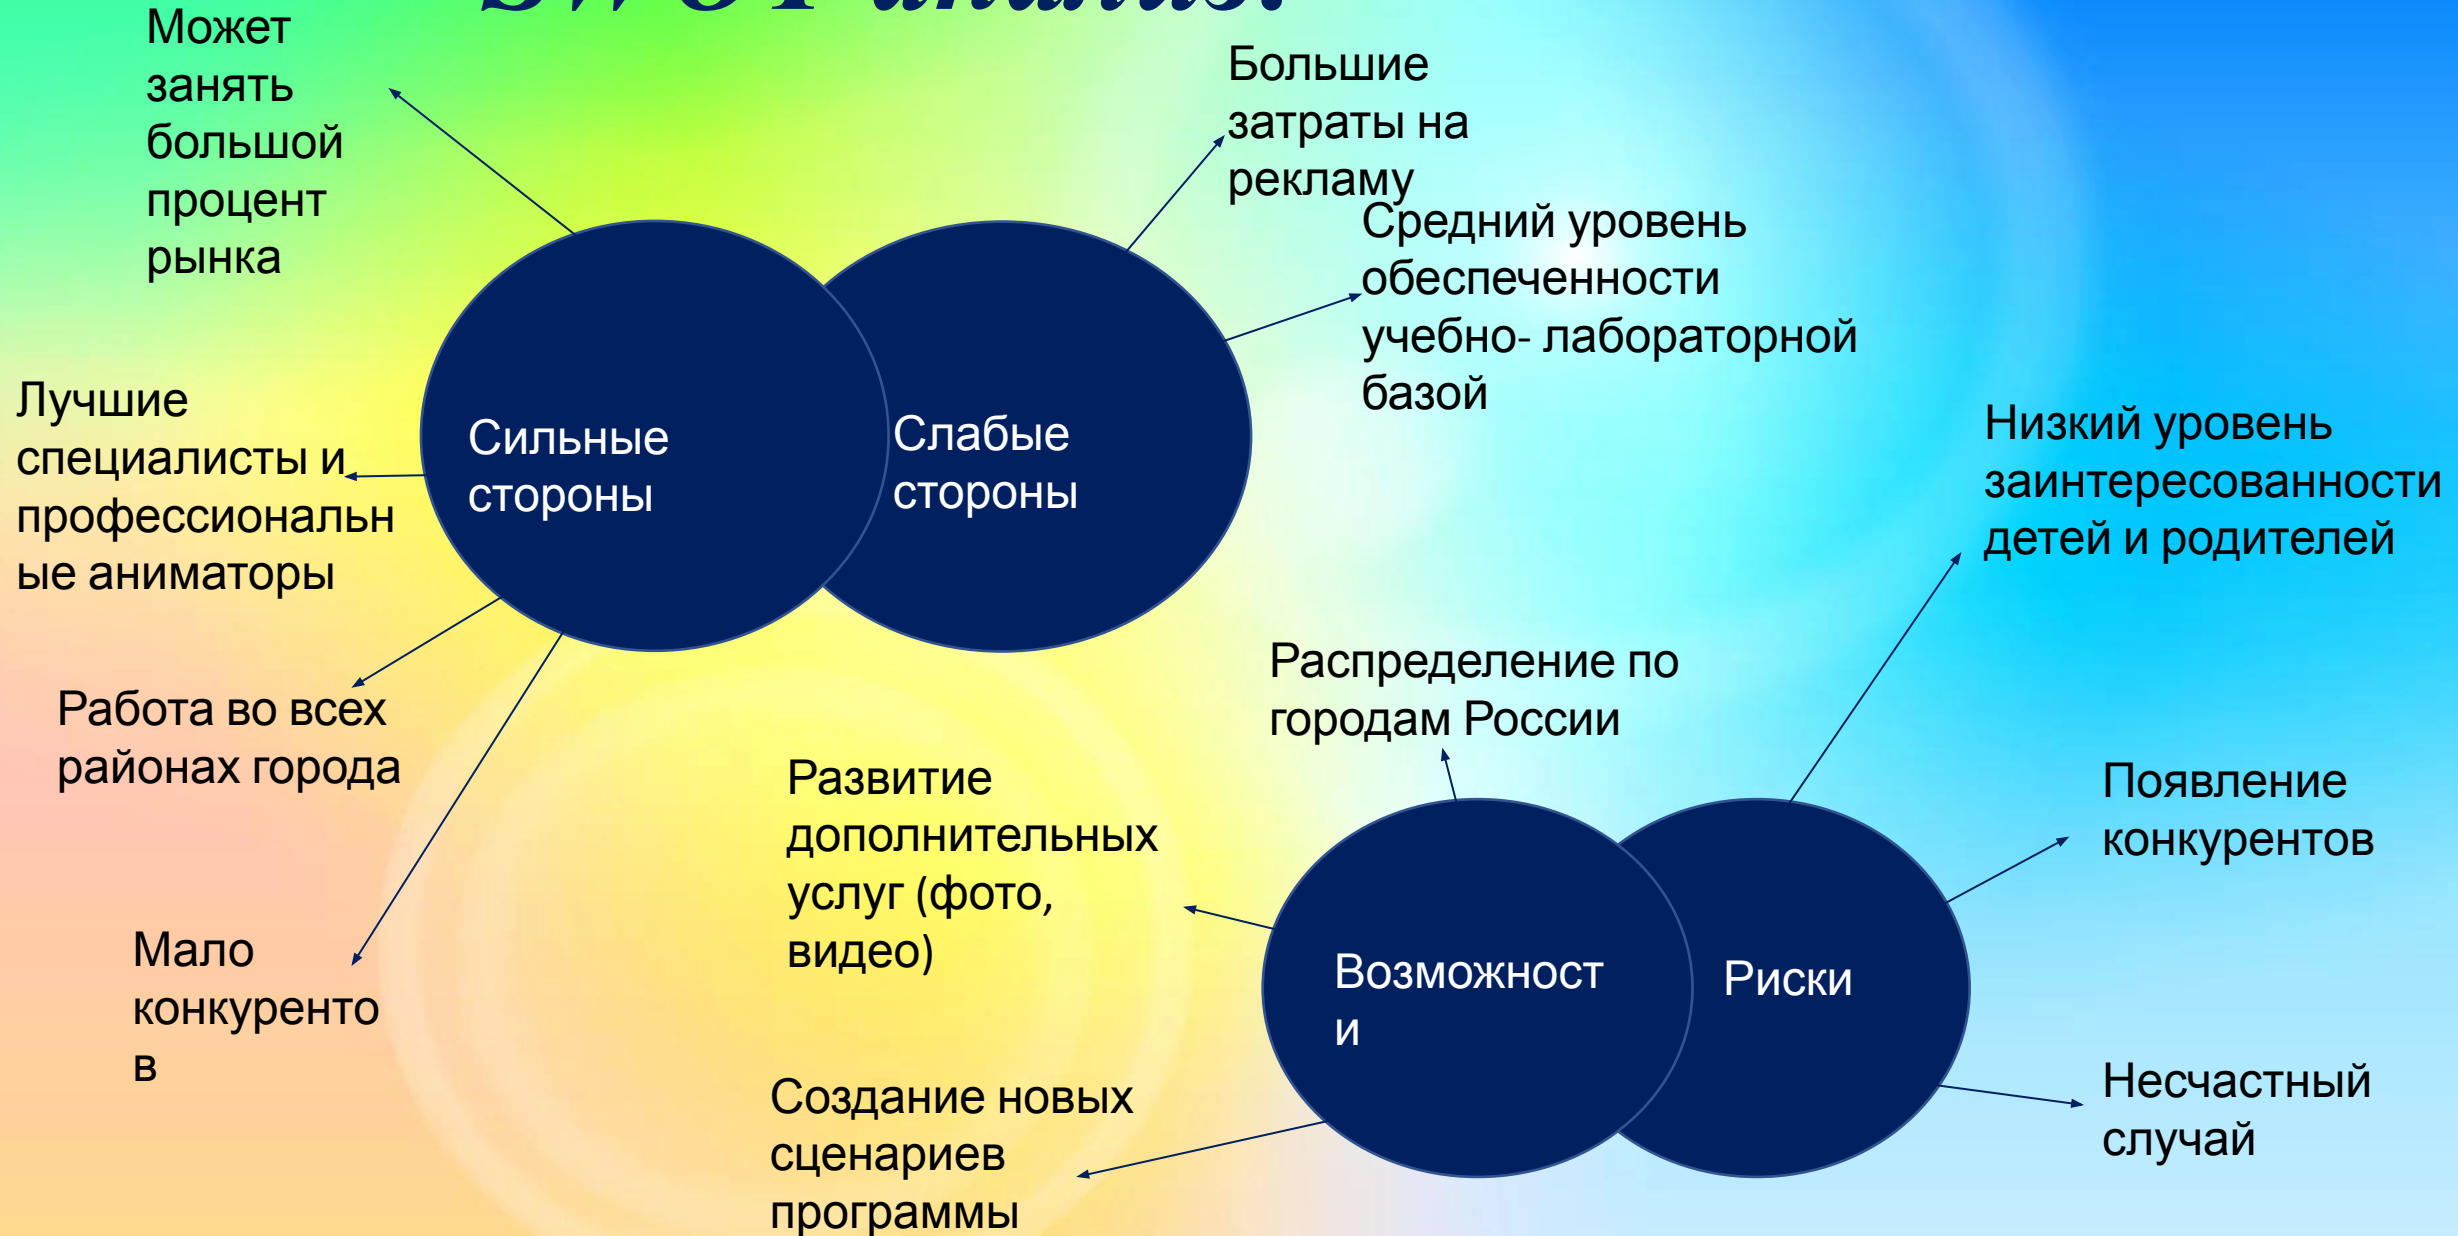 SWOT анализ:
Может
занять
большой
процент
рынка
Большие
затраты на
рекламу
Средний уровень
обеспеченности
учебно- лабораторной
базой
Лучшие
специалисты и
профессиональн
ые аниматоры
Сильные
стороны
Слабые
стороны
Низкий уровень
заинтересованности
детей и родителей
Работа во всех
районах города
Распределение по
городам России
Развитие
дополнительных
услуг (фото,
видео)
Появление
конкурентов
Мало
конкуренто
в
Возможност
и
Риски
Создание новых
сценариев
программы
Несчастный
случай